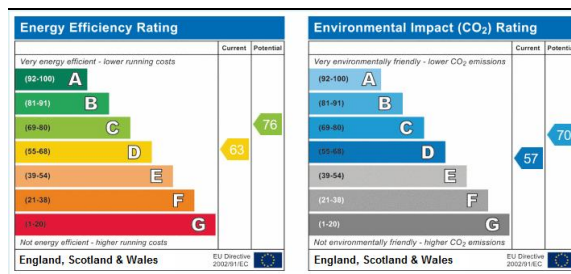 Energy Efficiency Rating
Current Potential
Very energy efficient - lower running costs
(92-100) A
(81-91) B
(69-80) C
(55-68) D
(39-54) E
(21-38) F
(1-20) G
63
76
Not energy efficient - higher running costs
England, Scotland & Wales
EU Directive
2002/91/EC
Environmental Impact (CO₂) Rating
Current Potential
Very environmentally friendly - lower CO₂ emissions
(92-100) A
(81-91) B
(69-80) C
(55-68) D
(39-54) E
(21-38) F
(1-20) G
57
70
Not environmentally friendly - higher CO₂ emissions
England, Scotland & Wales
EU Directive
2002/91/EC